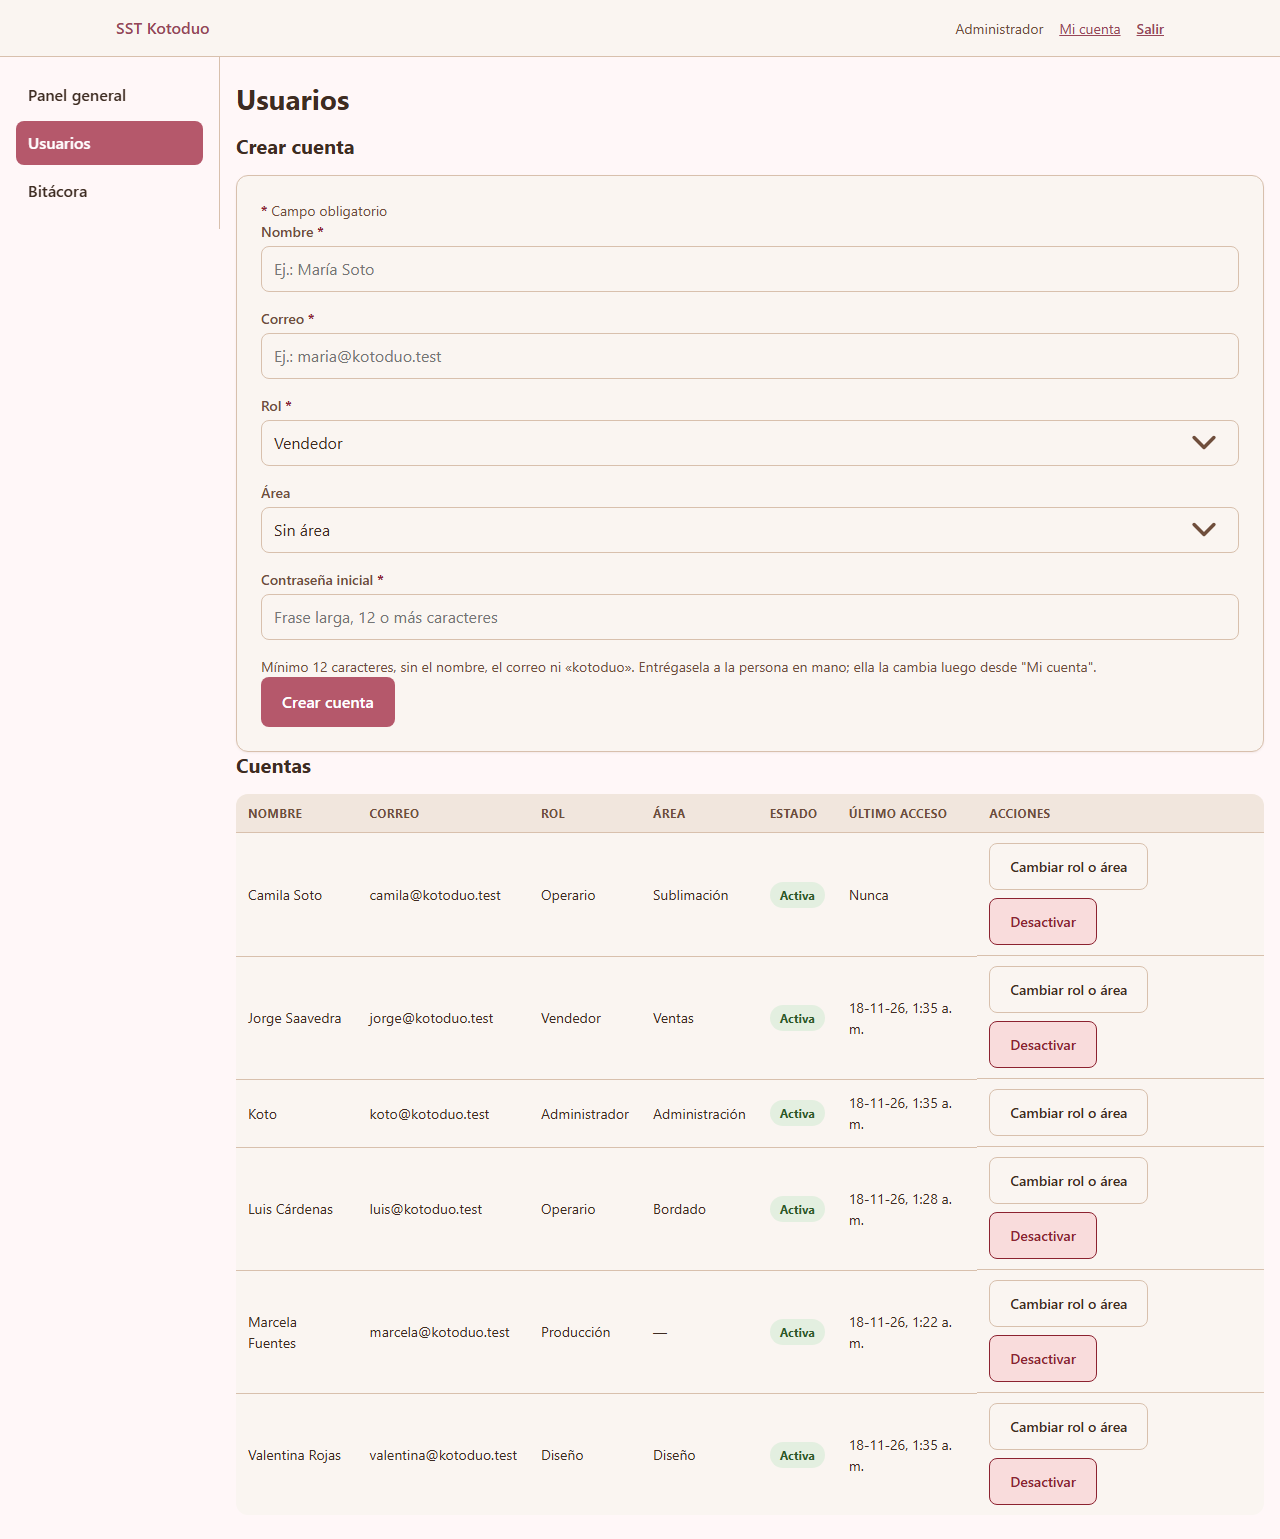 SST Kotoduo
Administrador Mi cuenta Salir
Panel general
Usuarios
Bitácora
Usuarios
Crear cuenta
* Campo obligatorio
Nombre *
Ej.: María Soto
Correo *
Ej.: maria@kotoduo.test
Rol *
Vendedor
Área
Sin área
Contraseña inicial *
Frase larga, 12 o más caracteres
Mínimo 12 caracteres, sin el nombre, el correo ni «kotoduo». Entrégasela a la persona en mano; ella la cambia luego desde "Mi cuenta".
Crear cuenta
Cuentas
NOMBRE CORREO ROL ÁREA ESTADO ÚLTIMO ACCESO ACCIONES
Camila Soto camila@kotoduo.test Operario Sublimación Activa Nunca Cambiar rol o área
Desactivar
Jorge Saavedra jorge@kotoduo.test Vendedor Ventas Activa 18-11-26, 1:35 a.
m.
Cambiar rol o área
Desactivar
Koto koto@kotoduo.test Administrador Administración Activa 18-11-26, 1:35 a.
m.
Cambiar rol o área
Luis Cárdenas luis@kotoduo.test Operario Bordado Activa 18-11-26, 1:28 a.
m.
Cambiar rol o área
Desactivar
Marcela
Fuentes
marcela@kotoduo.test Producción — Activa 18-11-26, 1:22 a.
m.
Cambiar rol o área
Desactivar
Valentina Rojas valentina@kotoduo.test Diseño Diseño Activa 18-11-26, 1:35 a.
m.
Cambiar rol o área
Desactivar